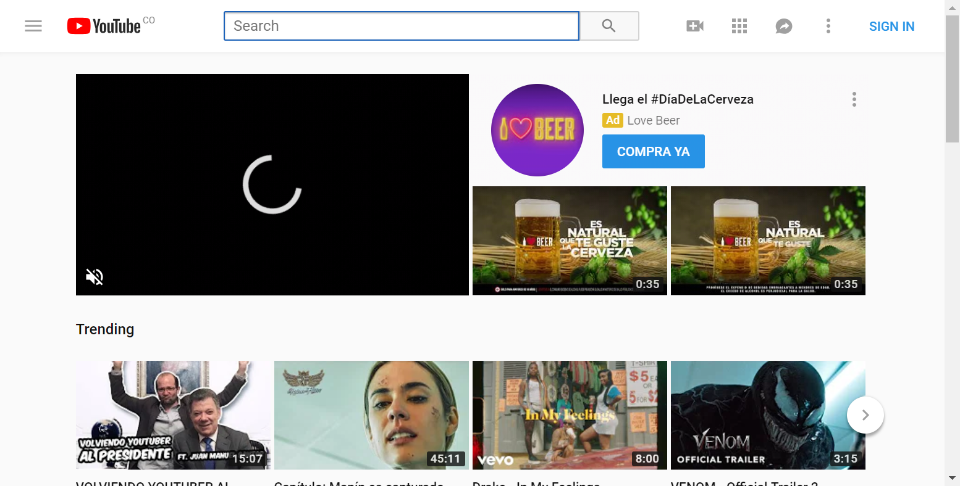 YouTube CO
Search
SIGN IN
Llega el #DíaDeLaCerveza
Ad Love Beer
COMPRA YA
I BEER
ES
NATURAL
QUE TE GUSTE
LA CERVEZA
I BEER
0:35
ES
NATURAL
QUE TE GUSTE
I BEER
0:35
Trending
VOLVIENDO YOUTUBER
AL PRESIDENTE
FT. JUAN MANU
15:07
45:11
$5
In My Feelings
vevo
8:00
VENOM
OFFICIAL TRAILER
3:15
VOLVIENDO YOUTUBER AL
Capítulo: Manín es capturado
Drake - In My Feelings
VENOM - Official Trailer 2